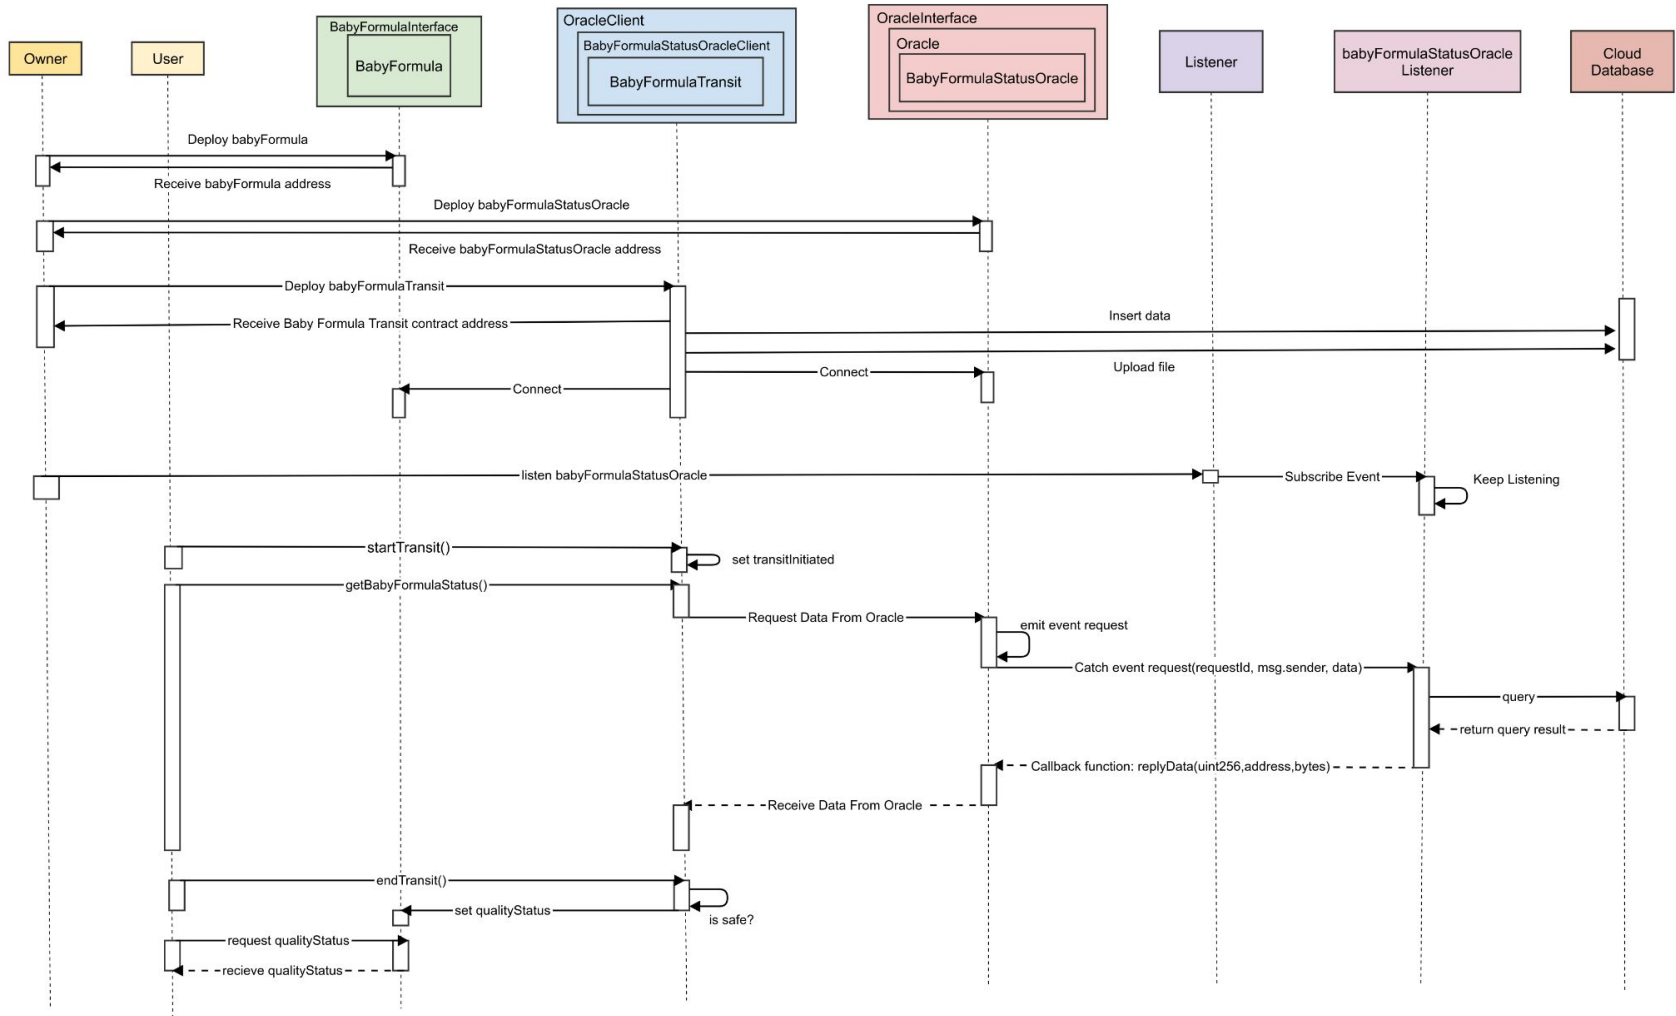 Owner
User
BabyFormulaInterface
BabyFormula
OracleClient
BabyFormulaStatusOracleClient
BabyFormulaTransit
OracleInterface
Oracle
BabyFormulaStatusOracle
Listener
babyFormulaStatusOracle
Listener
Cloud
Database
Deploy babyFormula
Receive babyFormula address
Deploy babyFormulaStatusOracle
Receive babyFormulaStatusOracle address
Deploy babyFormulaTransit
Receive Baby Formula Transit contract address
Insert data
Upload file
Connect
Connect
listen babyFormulaStatusOracle
Subscribe Event
Keep Listening
startTransit()
set transitInitiated
getBabyFormulaStatus()
Request Data From Oracle
emit event request
Catch event request(requestId, msg.sender, data)
query
return query result
Callback function: replyData(uint256,address,bytes)
Receive Data From Oracle
endTransit()
set qualityStatus
is safe?
request qualityStatus
recieve qualityStatus